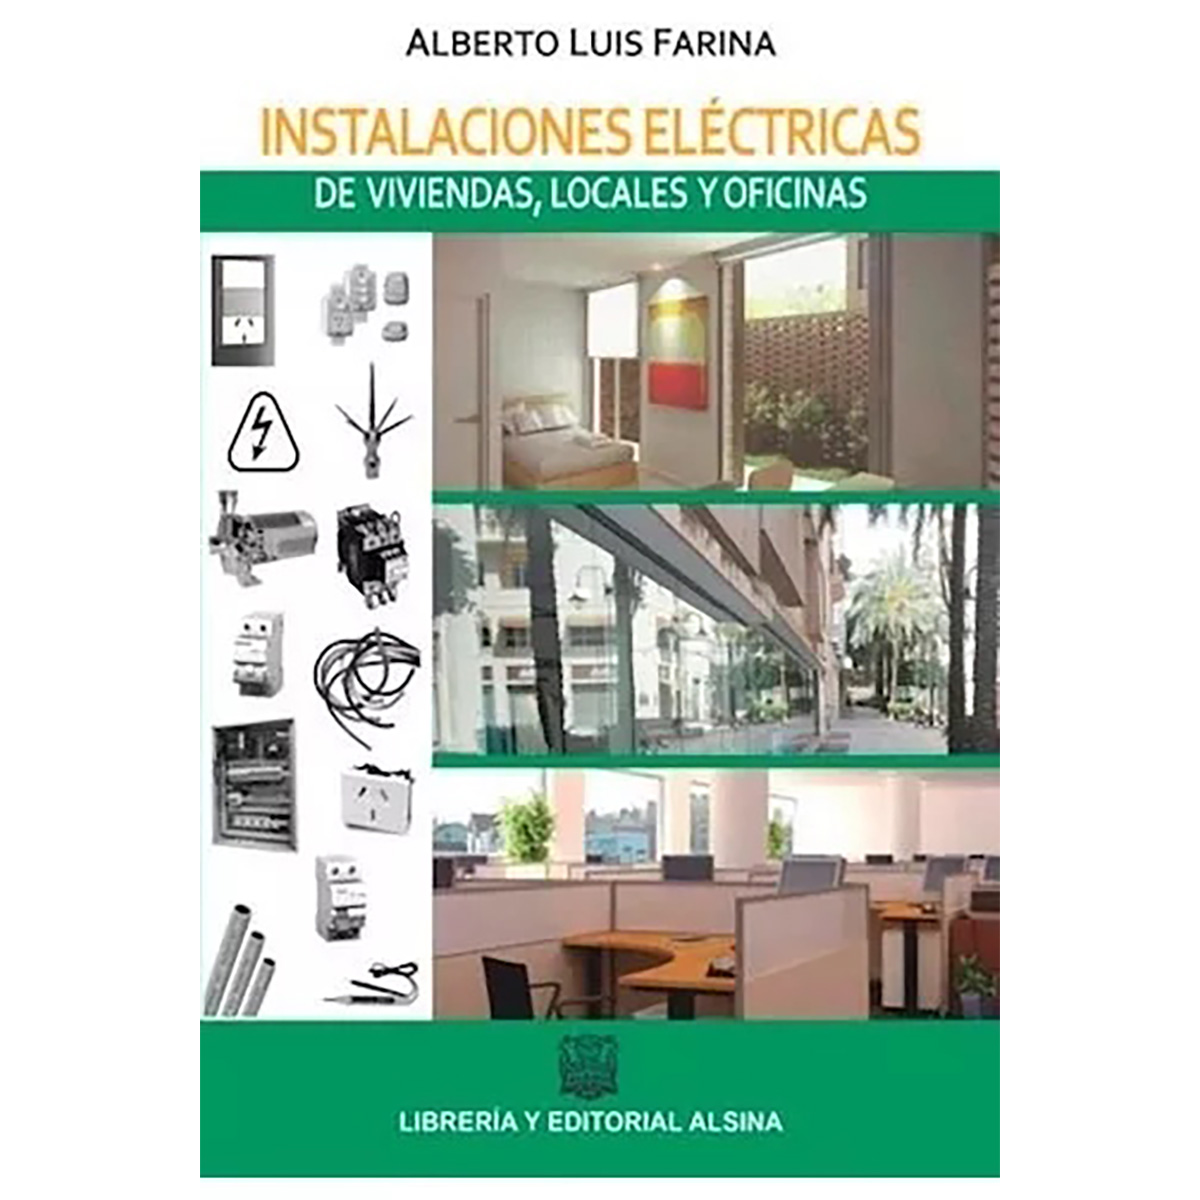 ALBERTO LUIS FARINA
INSTALACIONES ELÉCTRICAS
DE VIVIENDAS, LOCALES Y OFICINAS
LIBRERÍA Y EDITORIAL ALSINA